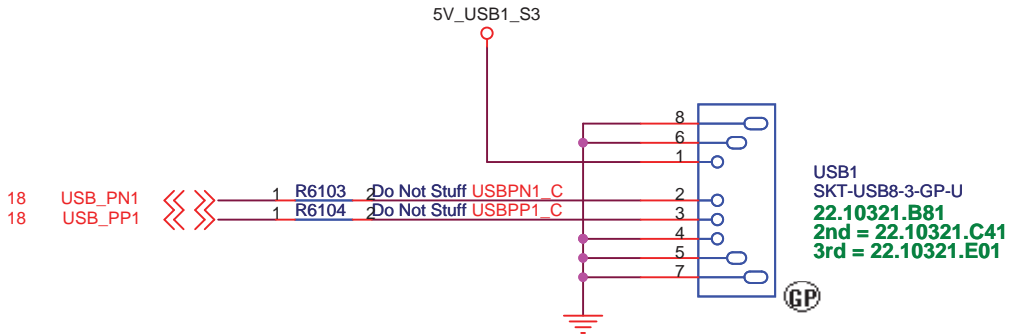 5V_USB1_S3
8
6
1
18 USB_PN1 1 R6103 2 Do Not Stuff USBPN1_C 2
18 USB_PP1 1 R6104 2 Do Not Stuff USBPP1_C 3
4
5
7
USB1
SKT-USB8-3-GP-U
22.10321.B81
2nd = 22.10321.C41
3rd = 22.10321.E01
GP